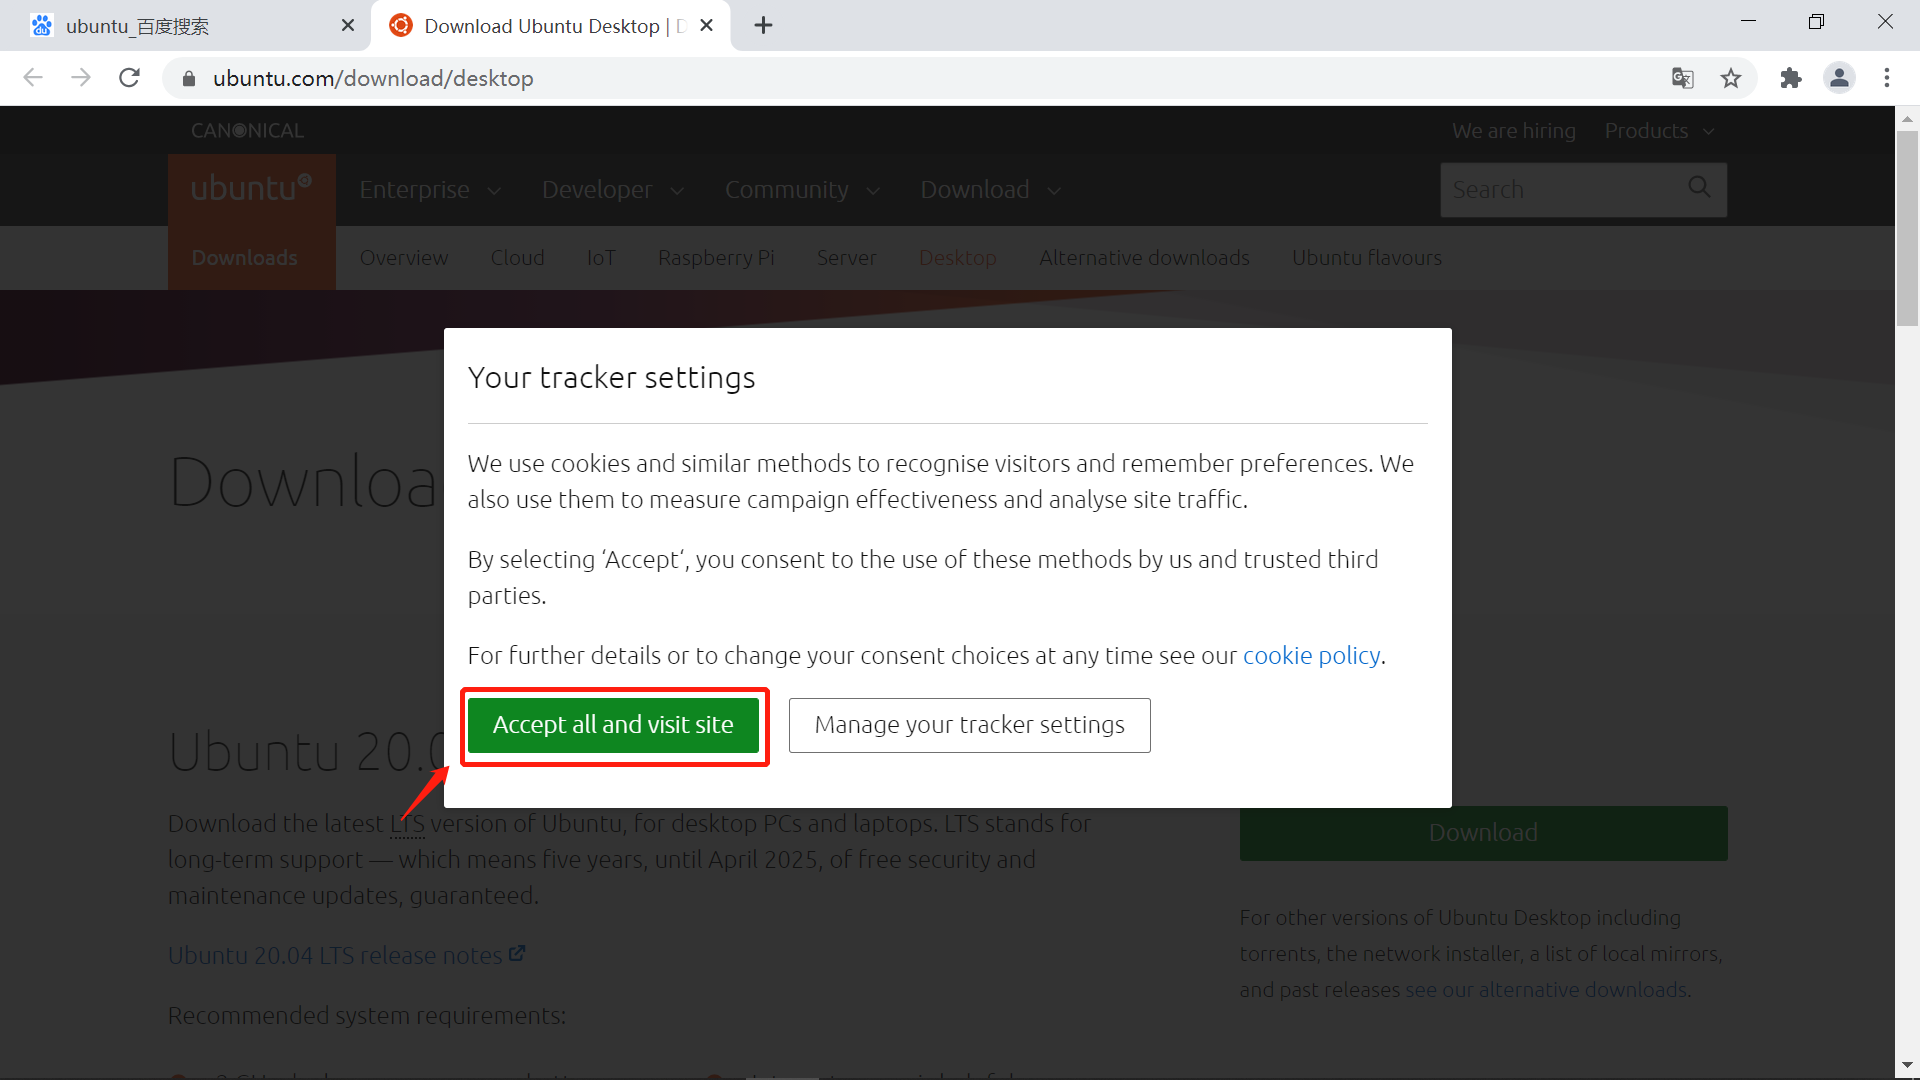 ubuntu_百度搜索
Download Ubuntu Desktop | D
ubuntu.com/download/desktop
CANONICAL
We are hiring
Products
ubuntu
Enterprise
Developer
Community
Download
Search
Downloads
Overview
Cloud
IoT
Raspberry Pi
Server
Desktop
Alternative downloads
Ubuntu flavours
Your tracker settings
We use cookies and similar methods to recognise visitors and remember preferences. We
also use them to measure campaign effectiveness and analyse site traffic.
By selecting ‘Accept‘, you consent to the use of these methods by us and trusted third
parties.
For further details or to change your consent choices at any time see our cookie policy.
Accept all and visit site
Manage your tracker settings
Downloa
Ubuntu 20.0
Download the latest LTS version of Ubuntu, for desktop PCs and laptops. LTS stands for
long-term support — which means five years, until April 2025, of free security and
maintenance updates, guaranteed.
Ubuntu 20.04 LTS release notes
Recommended system requirements:
Download
For other versions of Ubuntu Desktop including
torrents, the network installer, a list of local mirrors,
and past releases see our alternative downloads.